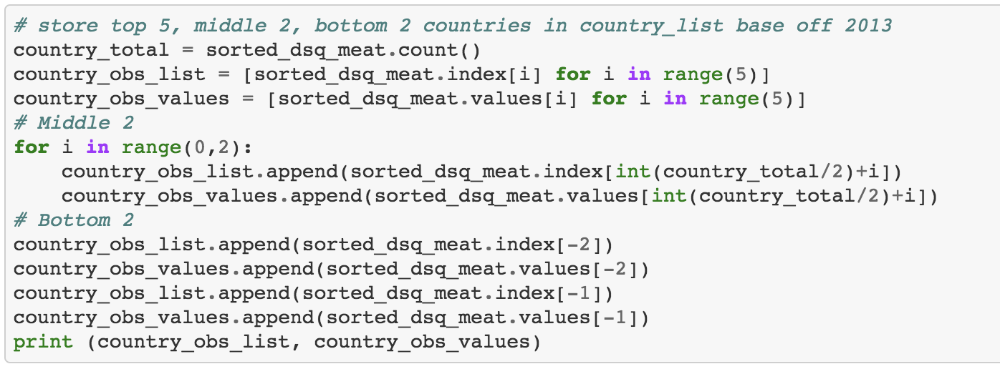 # store top 5, middle 2, bottom 2 countries in country_list base off 2013
country_total = sorted_dsq_meat.count()
country_obs_list = [sorted_dsq_meat.index[i] for i in range(5)]
country_obs_values = [sorted_dsq_meat.values[i] for i in range(5)]
# Middle 2
for i in range(0,2):
    country_obs_list.append(sorted_dsq_meat.index[int(country_total/2)+i])
    country_obs_values.append(sorted_dsq_meat.values[int(country_total/2)+i])
# Bottom 2
country_obs_list.append(sorted_dsq_meat.index[-2])
country_obs_values.append(sorted_dsq_meat.values[-2])
country_obs_list.append(sorted_dsq_meat.index[-1])
country_obs_values.append(sorted_dsq_meat.values[-1])
print (country_obs_list, country_obs_values)